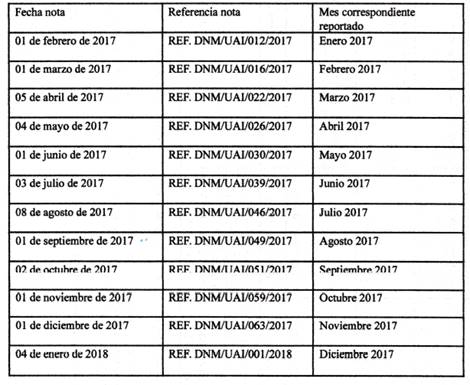 Fecha nota Referencia nota Mes correspondiente
reportado
01 de febrero de 2017 REF. DNM/UAI/012/2017 Enero 2017
01 de marzo de 2017 REF. DNM/UAI/016/2017 Febrero 2017
05 de abril de 2017 REF. DNM/UAI/022/2017 Marzo 2017
04 de mayo de 2017 REF. DNM/UAI/026/2017 Abril 2017
01 de junio de 2017 REF. DNM/UAI/030/2017 Mayo 2017
03 de julio de 2017 REF. DNM/UAI/039/2017 Junio 2017
08 de agosto de 2017 REF. DNM/UAI/046/2017 Julio 2017
01 de septiembre de 2017 REF. DNM/UAI/049/2017 Agosto 2017
02 de octubre de 2017 REF. DNM/UAI/051/2017 Septiembre 2017
01 de noviembre de 2017 REF. DNM/UAI/059/2017 Octubre 2017
01 de diciembre de 2017 REF. DNM/UAI/063/2017 Noviembre 2017
04 de enero de 2018 REF. DNM/UAI/001/2018 Diciembre 2017